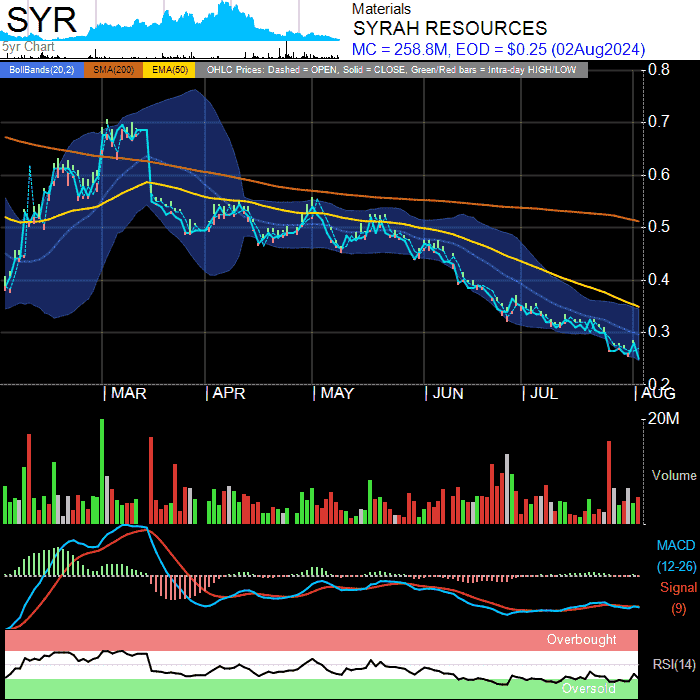 SYR
5yr Chart
Materials
SYRAH RESOURCES
MC = 258.8M, EOD = $0.25 (02Aug2024)
BollBands(20,2) SMA(200) EMA(50) OHLC Prices: Dashed = OPEN, Solid = CLOSE, Green/Red bars = Intra-day HIGH/LOW
0.8
0.7
0.6
0.5
0.4
0.3
0.2
MAR APR MAY JUN JUL AUG
20M
Volume
MACD
(12-26)
Signal
(9)
Overbought
RSI(14)
Oversold